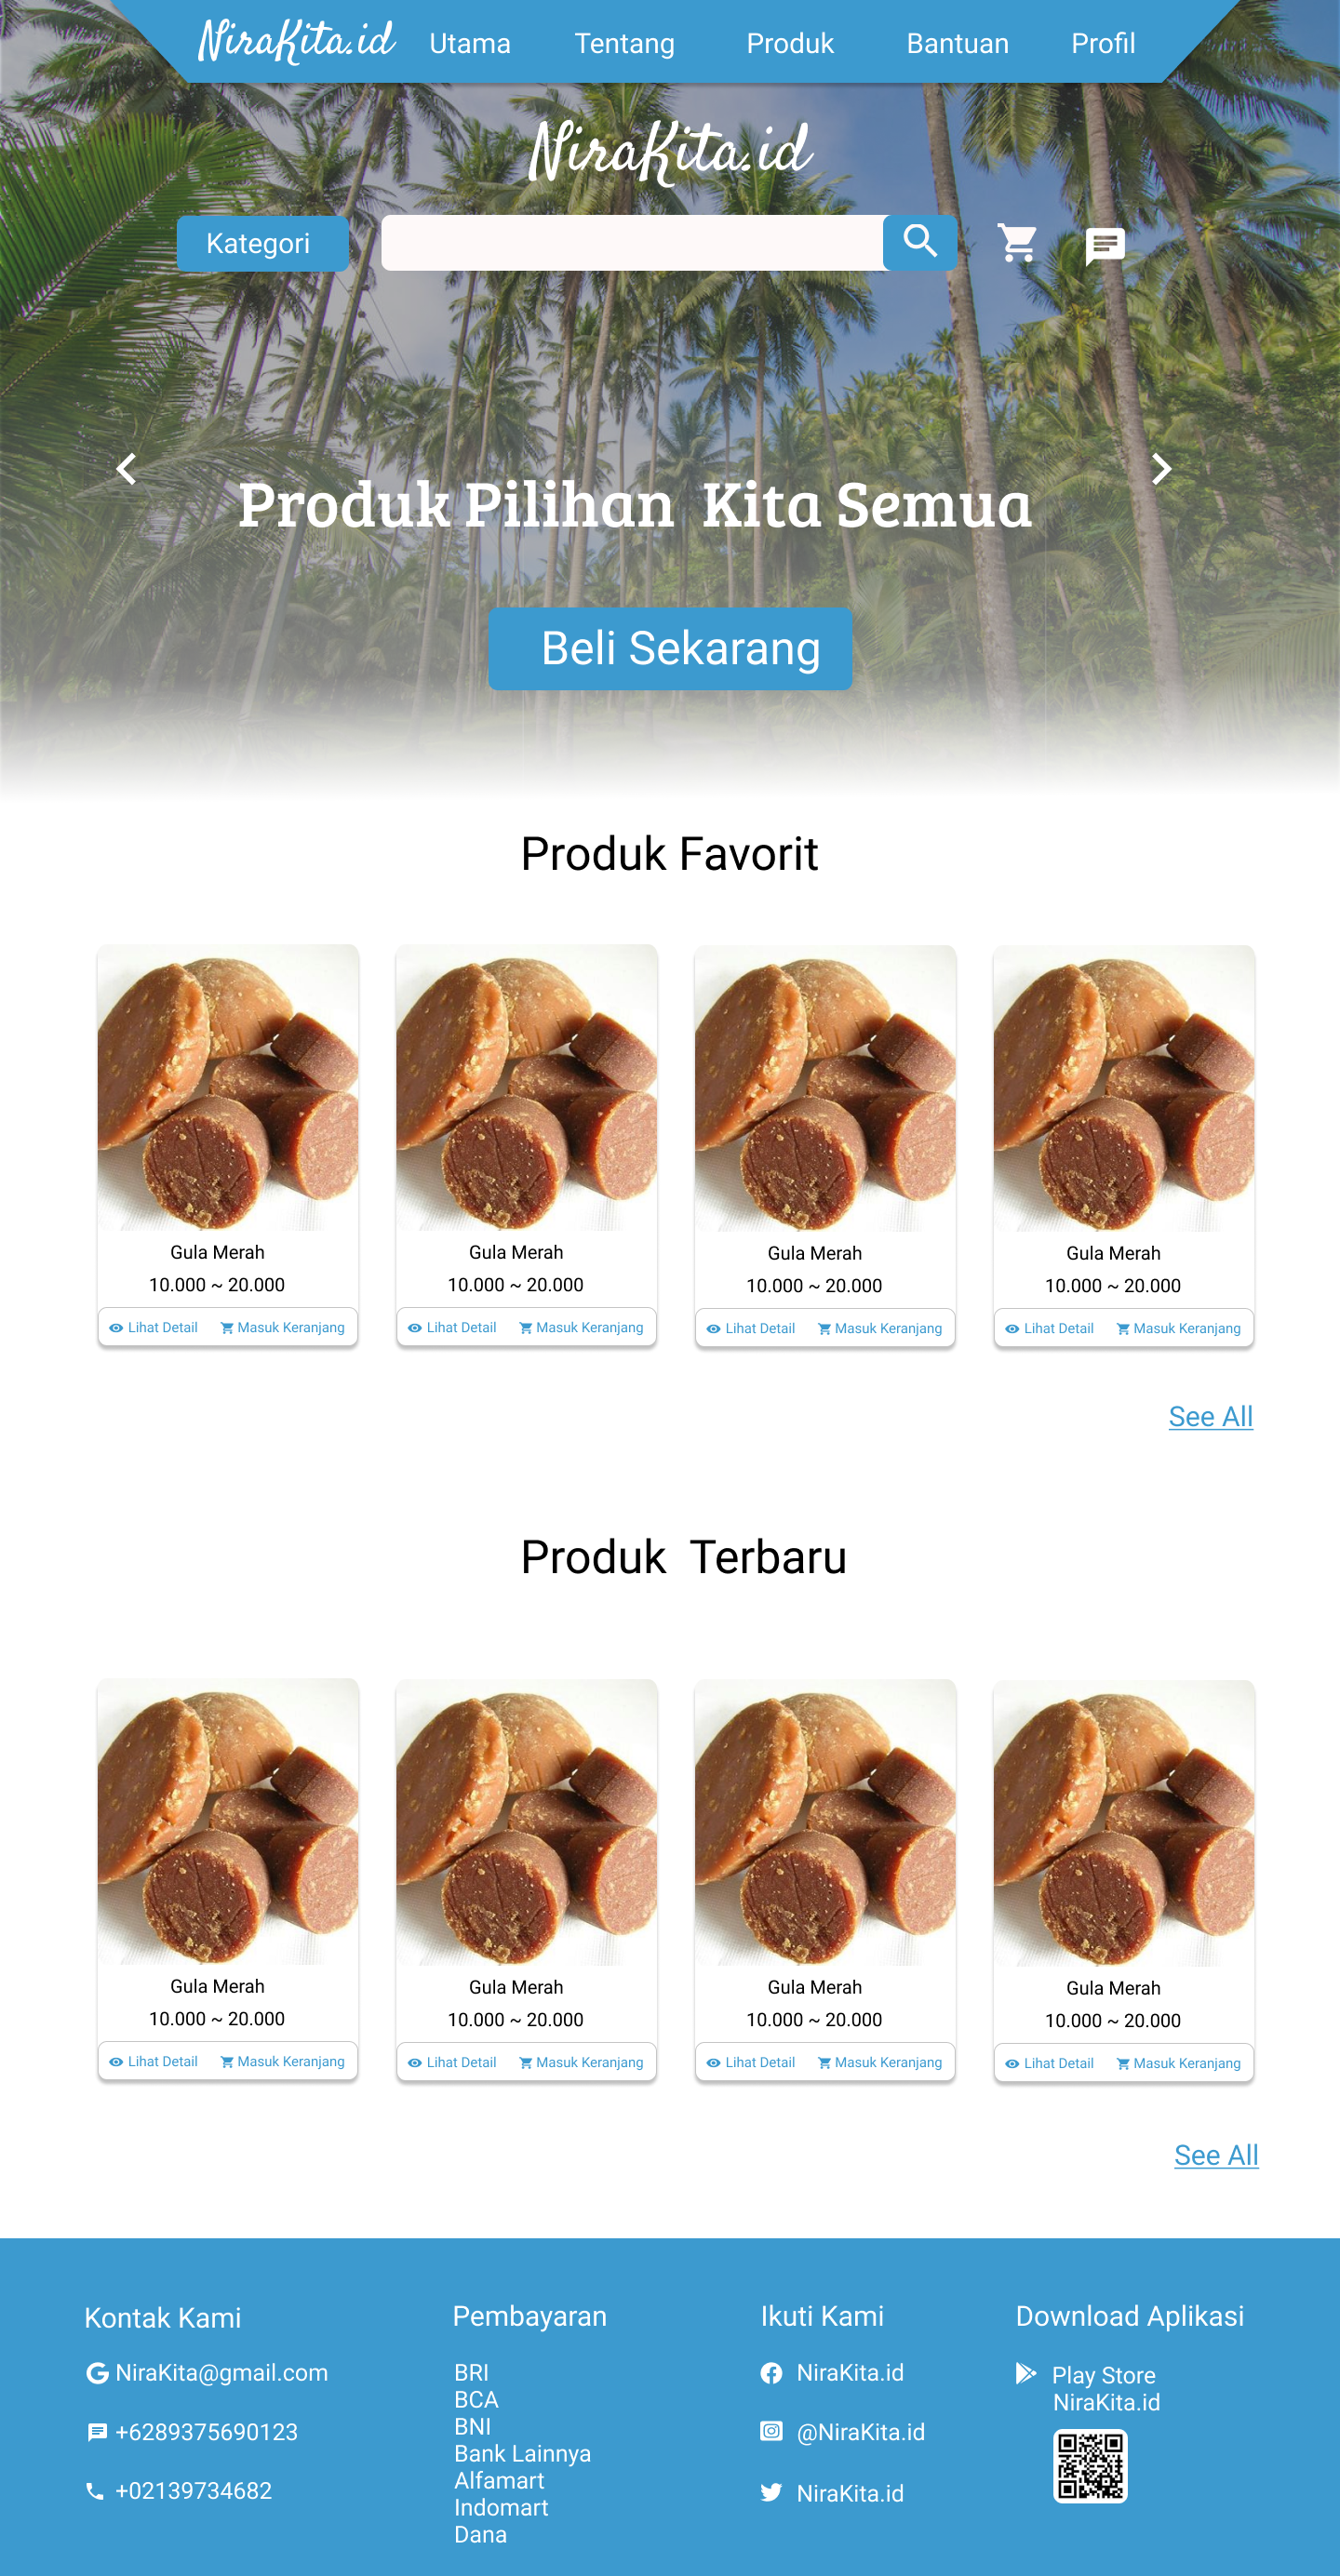 NiraKita.id Utama Tentang Produk Bantuan Profil
NiraKita.id
Kategori
Produk Pilihan Kita Semua
Beli Sekarang
Produk Favorit
Gula Merah Gula Merah Gula Merah Gula Merah
10.000 ~ 20.000 10.000 ~ 20.000 10.000 ~ 20.000 10.000 ~ 20.000
Lihat Detail Masuk Keranjang Lihat Detail Masuk Keranjang Lihat Detail Masuk Keranjang Lihat Detail Masuk Keranjang
See All
Produk Terbaru
Gula Merah Gula Merah Gula Merah Gula Merah
10.000 ~ 20.000 10.000 ~ 20.000 10.000 ~ 20.000 10.000 ~ 20.000
Lihat Detail Masuk Keranjang Lihat Detail Masuk Keranjang Lihat Detail Masuk Keranjang Lihat Detail Masuk Keranjang
See All
Kontak Kami
NiraKita@gmail.com
+6289375690123
+02139734682
Pembayaran
BRI
BCA
BNI
Bank Lainnya
Alfamart
Indomart
Dana
Ikuti Kami
NiraKita.id
@NiraKita.id
NiraKita.id
Download Aplikasi
Play Store
NiraKita.id